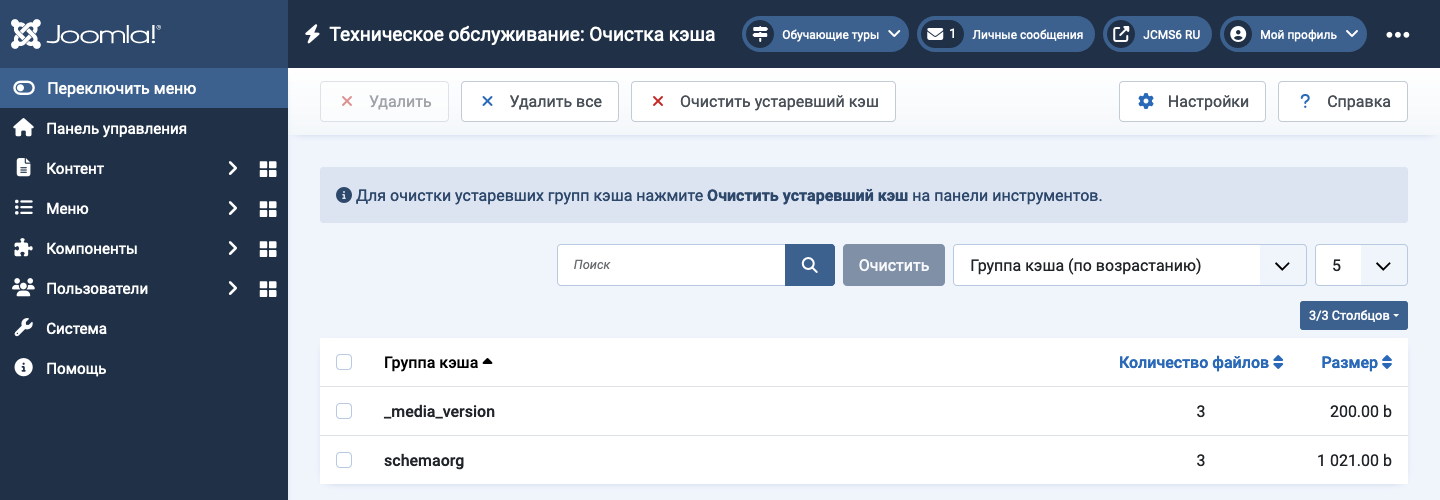 Joomla!®
Техническое обслуживание: Очистка кэша
Обучающие туры
1 Личные сообщения
JCMS6 RU
Мой профиль
Переключить меню
Панель управления
Контент
Меню
Компоненты
Пользователи
Система
Помощь
Удалить
Удалить все
Очистить устаревший кэш
Настройки
? Справка
Для очистки устаревших групп кэша нажмите Очистить устаревший кэш на панели инструментов.
Поиск
Очистить
Группа кэша (по возрастанию)
5
3/3 Столбцов
Группа кэша Количество файлов Размер
_media_version 3 200.00 b
schemaorg 3 1 021.00 b